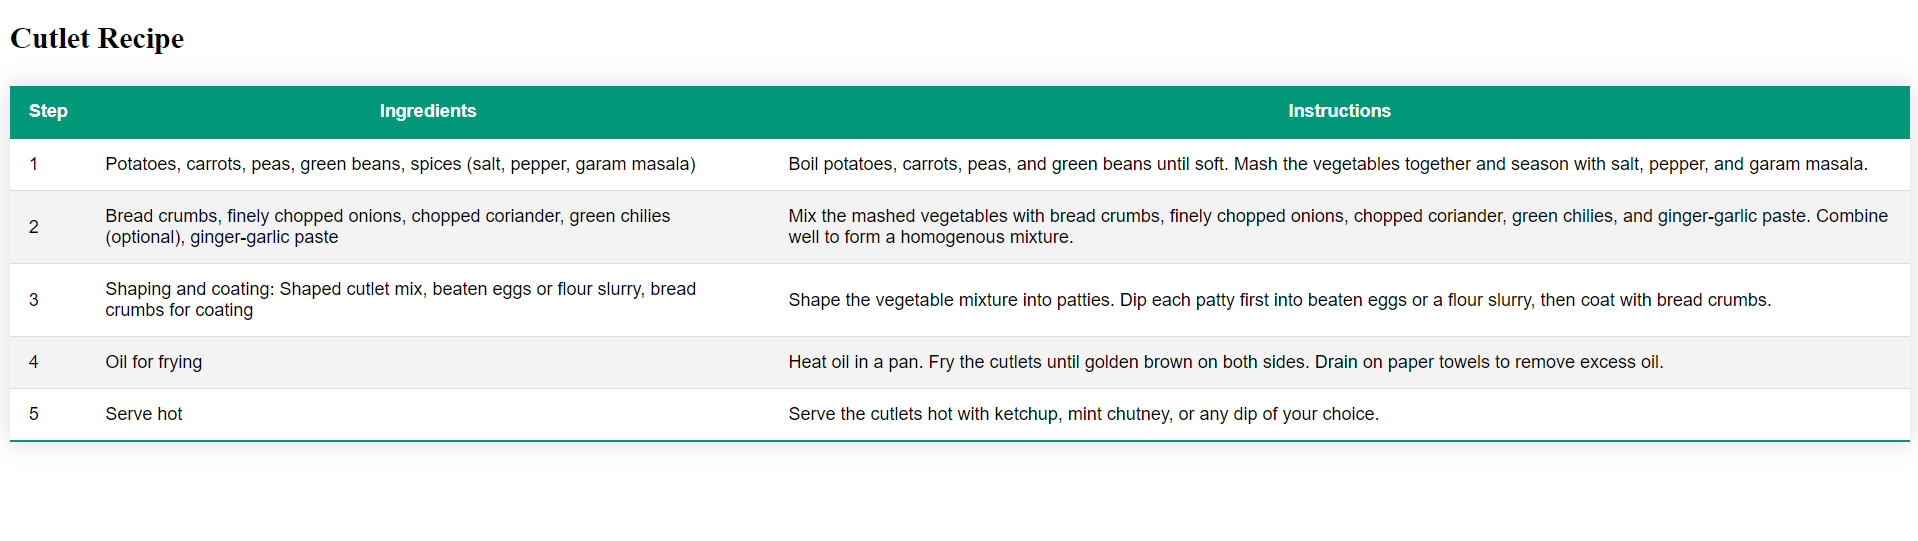 Cutlet Recipe
Step Ingredients Instructions
1 Potatoes, carrots, peas, green beans, spices (salt, pepper, garam masala) Boil potatoes, carrots, peas, and green beans until soft. Mash the vegetables together and season with salt, pepper, and garam masala.
2 Bread crumbs, finely chopped onions, chopped coriander, green chilies
(optional), ginger-garlic paste
Mix the mashed vegetables with bread crumbs, finely chopped onions, chopped coriander, green chilies, and ginger-garlic paste. Combine
well to form a homogenous mixture.
3 Shaping and coating: Shaped cutlet mix, beaten eggs or flour slurry, bread
crumbs for coating
Shape the vegetable mixture into patties. Dip each patty first into beaten eggs or a flour slurry, then coat with bread crumbs.
4 Oil for frying Heat oil in a pan. Fry the cutlets until golden brown on both sides. Drain on paper towels to remove excess oil.
5 Serve hot Serve the cutlets hot with ketchup, mint chutney, or any dip of your choice.